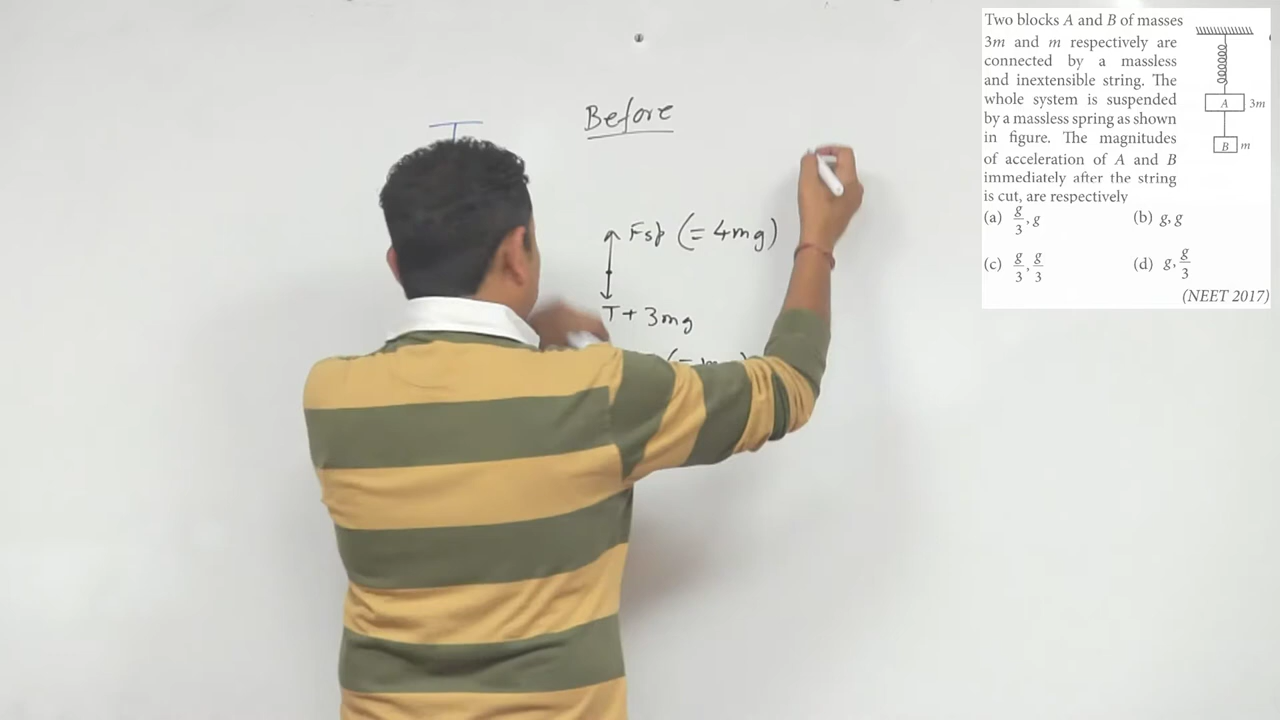 Before
Fsp (= 4mg)
T + 3mg
Two blocks A and B of masses
3m and m respectively are
connected by a massless
and inextensible string. The
whole system is suspended
by a massless spring as shown
in figure. The magnitudes
of acceleration of A and B
immediately after the string
is cut, are respectively
(a) g/3, g
(b) g, g
(c) g/3, g/3
(d) g, g/3
(NEET 2017)
A 3m
B m